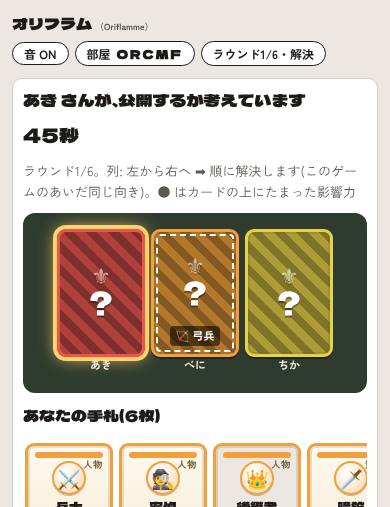 オリフラム (Oriflamme)
音 ON 部屋 ORCMF ラウンド1/6・解決
あき さんが、公開するか考えています
45秒
ラウンド1/6。列: 左から右へ ➡ 順に解決します(このゲー
ムのあいだ同じ向き)。● はカードの上にたまった影響力
? ? ?
弓兵
あき べに ちか
あなたの手札(6枚)
人物 人物 人物